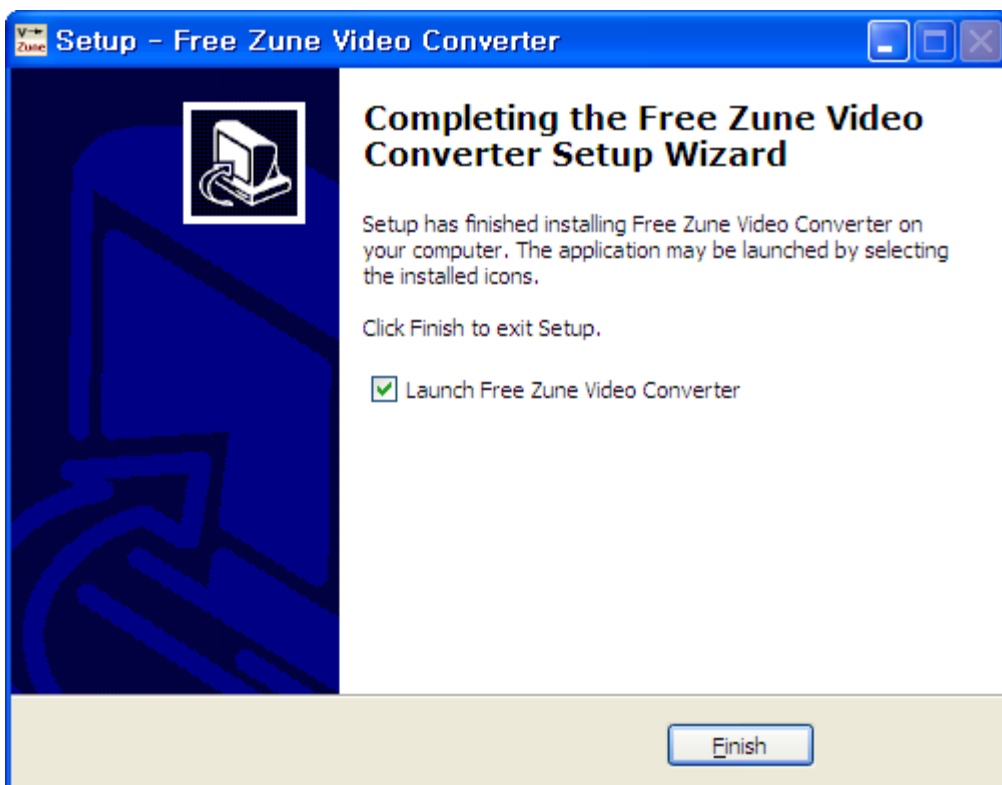 V
Zune
Setup - Free Zune Video Converter
Completing the Free Zune Video
Converter Setup Wizard
Setup has finished installing Free Zune Video Converter on
your computer. The application may be launched by selecting
the installed icons.
Click Finish to exit Setup.
Launch Free Zune Video Converter
Finish